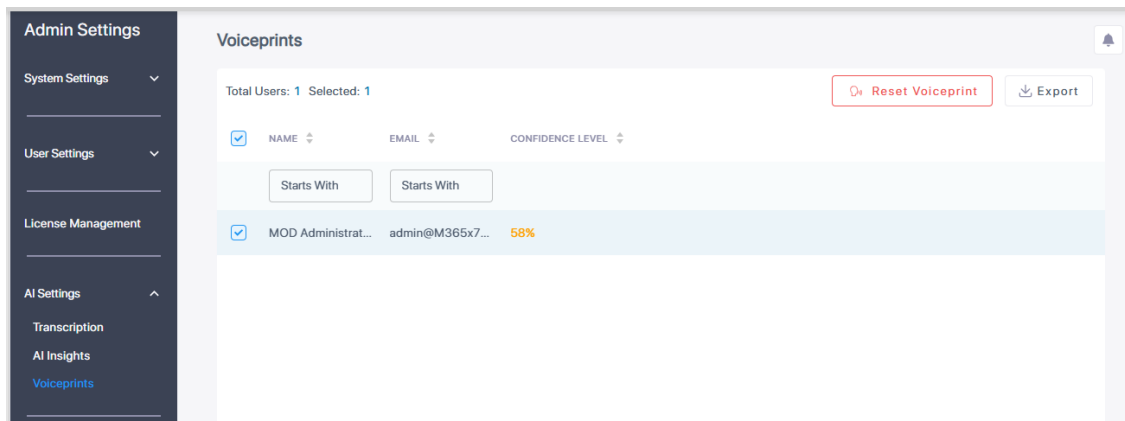 Admin Settings
System Settings
User Settings
License Management
AI Settings
Transcription
AI Insights
Voiceprints
Voiceprints
Total Users: 1 Selected: 1
Reset Voiceprint
Export
NAME EMAIL CONFIDENCE LEVEL
Starts With Starts With
MOD Administrat... admin@M365x7... 58%